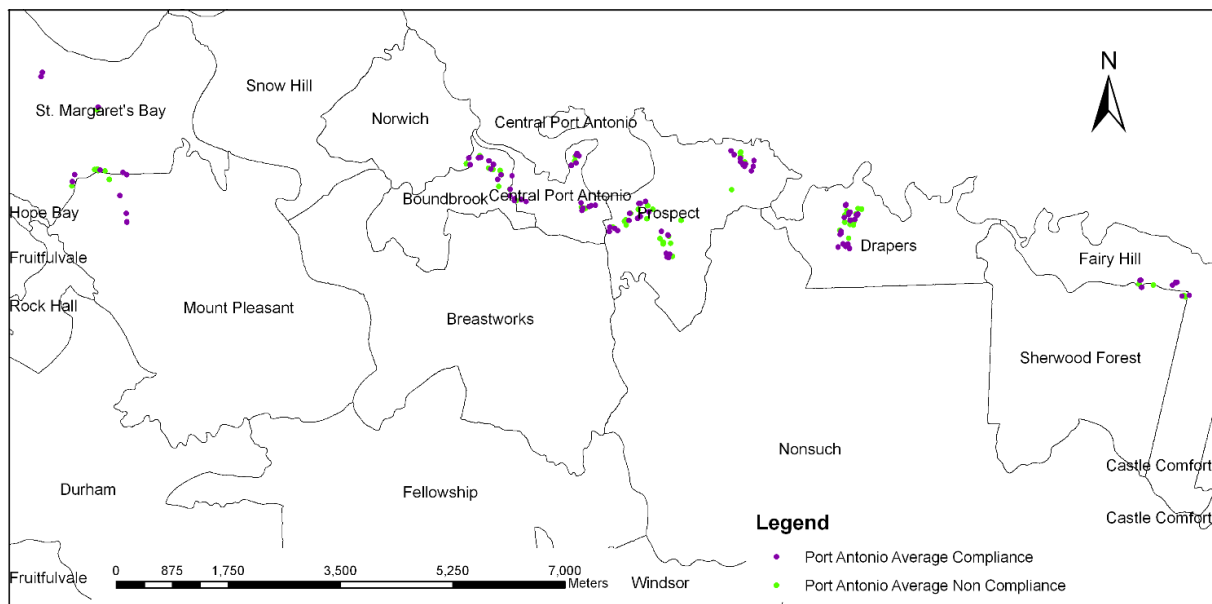 N
Snow Hill
St. Margaret's Bay
Norwich
Central Port Antonio
Boundbrook
Central Port Antonio
Hope Bay
Prospect
Drapers
Fruitfulvale
Fairy Hill
Rock Hall
Mount Pleasant
Breastworks
Sherwood Forest
Nonsuch
Castle Comfort
Durham
Fellowship
Castle Comfort
Legend
Port Antonio Average Compliance
Port Antonio Average Non Compliance
Fruitfulvale
0 875 1,750 3,500 5,250 7,000
Meters
Windsor